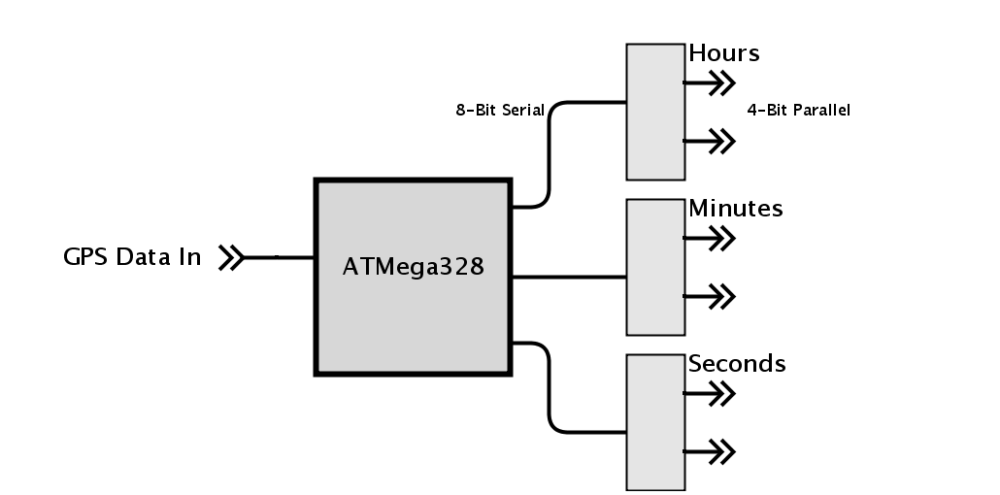 Hours
8-Bit Serial
4-Bit Parallel
Minutes
GPS Data In
ATMega328
Seconds